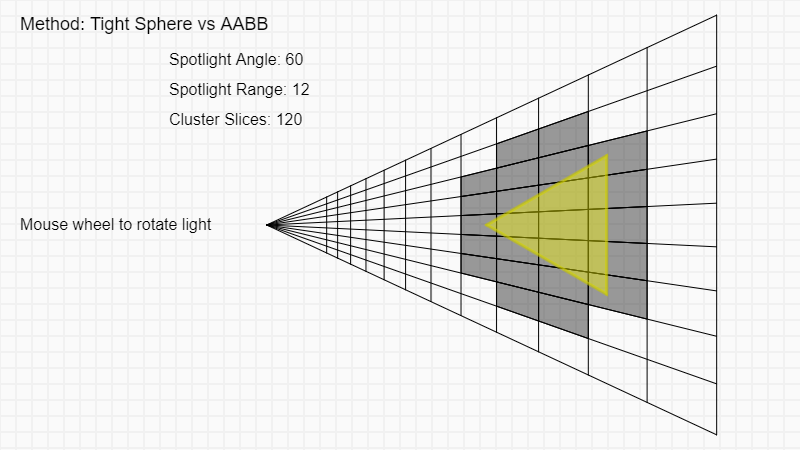 Method: Tight Sphere vs AABB
Spotlight Angle: 60
Spotlight Range: 12
Cluster Slices: 120
Mouse wheel to rotate light